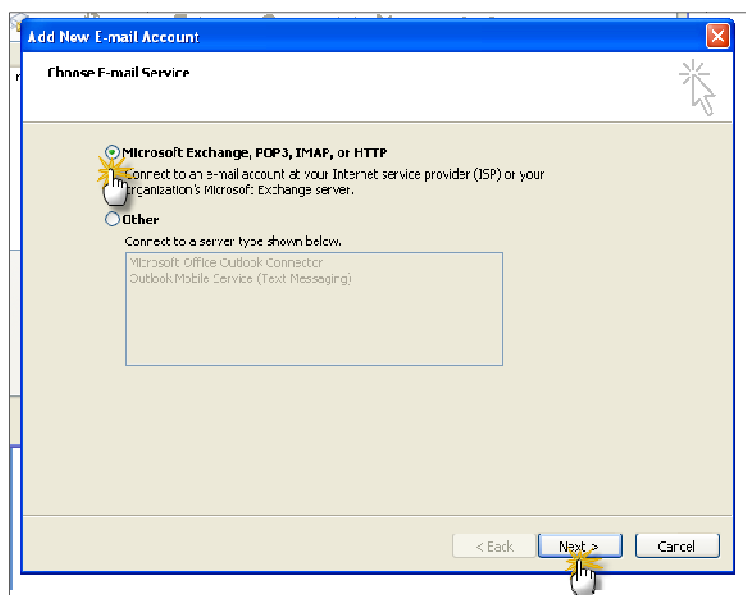 Add New E-mail Account
Choose E-mail Service
Microsoft Exchange, POP3, IMAP, or HTTP
Connect to an e-mail account at your Internet service provider (ISP) or your
organization's Microsoft Exchange server.
Other
Connect to a server type shown below.
Microsoft Office Outlook Connector
Outlook Mobile Service (Text Messaging)
< Back
Next >
Cancel